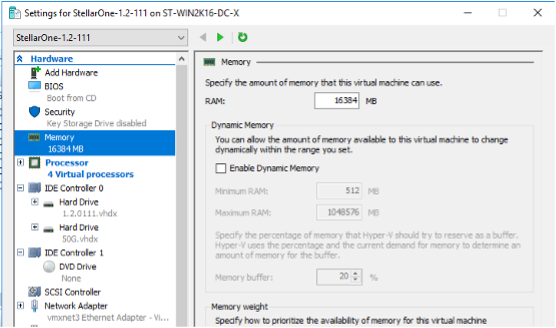 Settings for StellarOne-1.2-111 on ST-WIN2K16-DC-X
StellarOne-1.2-111
Hardware
Add Hardware
BIOS
Boot from CD
Security
Key Storage Drive disabled
Memory
16384 MB
Processor
4 Virtual processors
IDE Controller 0
Hard Drive
1.2.0111.vhdx
Hard Drive
50G.vhdx
IDE Controller 1
DVD Drive
None
SCSI Controller
Network Adapter
vmxnet3 Ethernet Adapter - Vi...
Memory
Specify the amount of memory that this virtual machine can use.
RAM: 16384 MB
Dynamic Memory
You can allow the amount of memory available to this virtual machine to change
dynamically within the range you set.
Enable Dynamic Memory
Minimum RAM: 512 MB
Maximum RAM: 1048576 MB
Specify the percentage of memory that Hyper-V should try to reserve as a buffer.
Hyper-V uses the percentage and the current demand for memory to determine an
amount of memory for the buffer.
Memory buffer: 20 %
Memory weight
Specify how to prioritize the availability of memory for this virtual machine